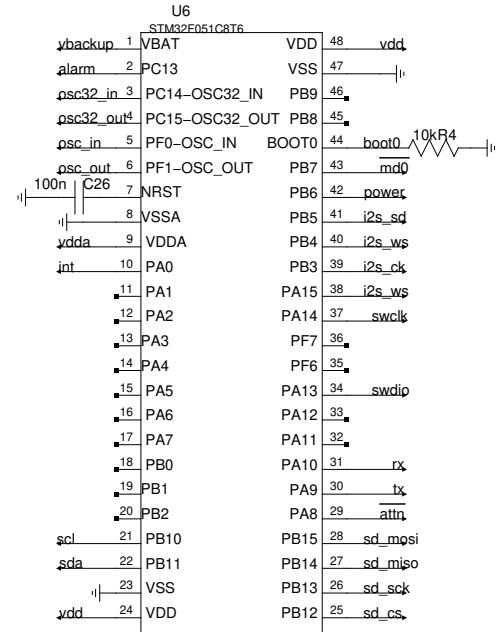 U6
STM32F051C8T6
vbackup 1 VBAT VDD 48 vdd
alarm 2 PC13 VSS 47
osc32_in 3 PC14-OSC32_IN PB9 46
osc32_out 4 PC15-OSC32_OUT PB8 45
osc_in 5 PF0-OSC_IN BOOT0 44 boot0 10k R4
osc_out 6 PF1-OSC_OUT PB7 43 md0
100n C26 7 NRST PB6 42 power
8 VSSA PB5 41 i2s_sd
vdda 9 VDDA PB4 40 i2s_ws
int 10 PA0 PB3 39 i2s_ck
11 PA1 PA15 38 i2s_ws
12 PA2 PA14 37 swclk
13 PA3 PF7 36
14 PA4 PF6 35
15 PA5 PA13 34 swdio
16 PA6 PA12 33
17 PA7 PA11 32
18 PB0 PA10 31 rx
19 PB1 PA9 30 tx
20 PB2 PA8 29 attn
scl 21 PB10 PB15 28 sd_mosi
sda 22 PB11 PB14 27 sd_miso
23 VSS PB13 26 sd_sck
vdd 24 VDD PB12 25 sd_cs